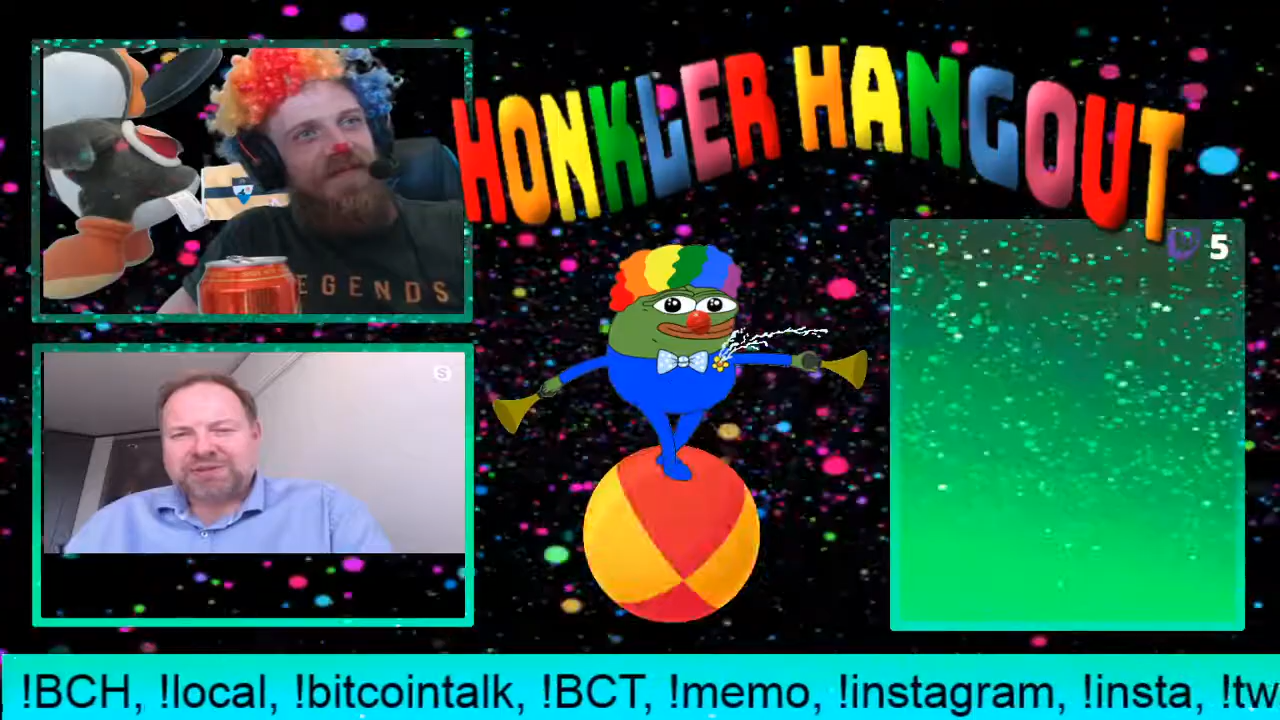 HONKLER HANGOUT
EGENDS
S
5
!BCH, !local, !bitcointalk, !BCT, !memo, !instagram, !insta, !tw